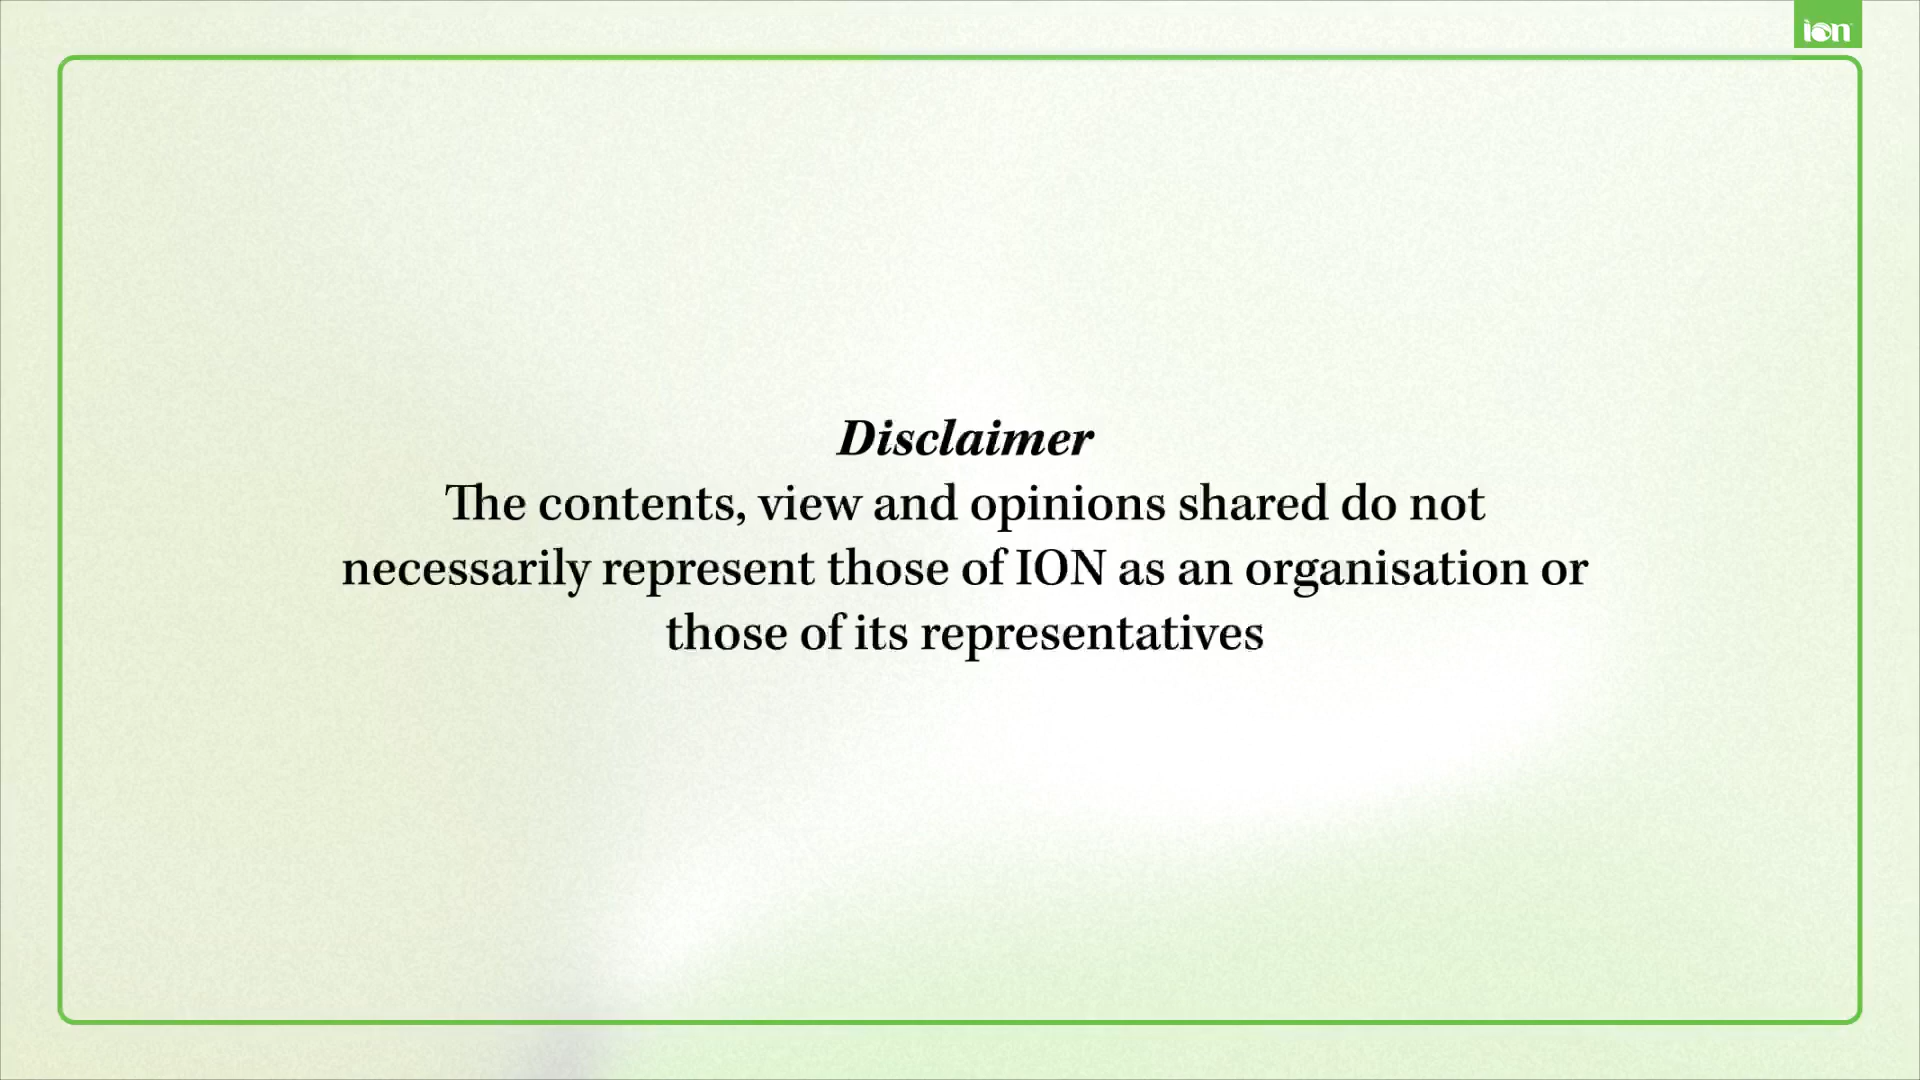 ion
Disclaimer
The contents, view and opinions shared do not
necessarily represent those of ION as an organisation or
those of its representatives